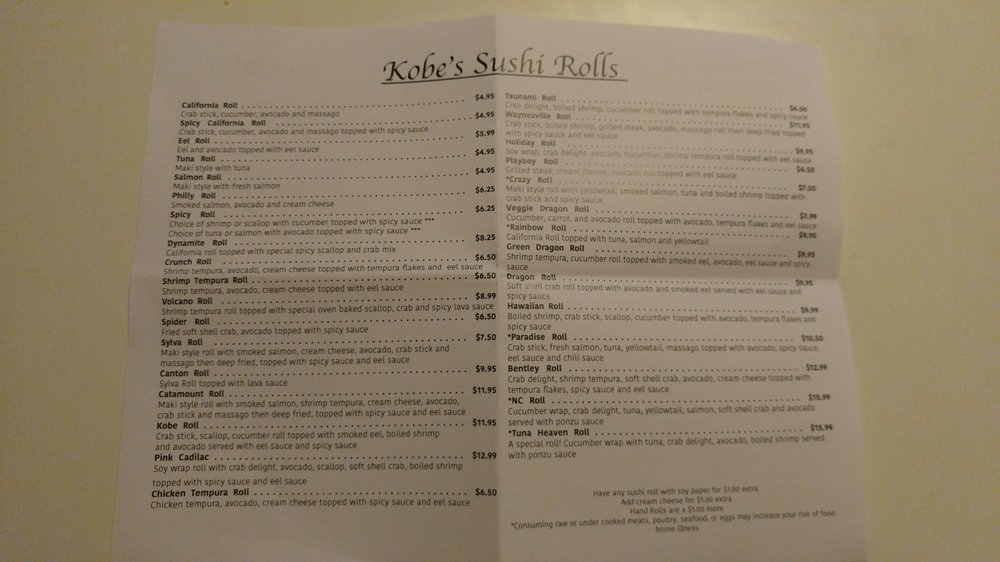 Kobe's Sushi Rolls
California Roll $4.95
Crab stick, cucumber, avocado and massago
Spicy California Roll $4.95
Crab stick, cucumber, avocado and massago topped with spicy sauce
Eel Roll $5.99
Eel and avocado topped with eel sauce
Tuna Roll $4.95
Maki style with tuna
Salmon Roll $4.95
Maki style with fresh salmon
Philly Roll $6.25
Smoked salmon, avocado and cream cheese
Spicy Roll $6.25
Choice of shrimp or scallop with cucumber topped with spicy sauce ***
Choice of tuna or salmon with avocado topped with spicy sauce ***
Dynamite Roll $8.25
California roll topped with special spicy scallop and crab mix
Crunch Roll $6.50
Shrimp tempura, avocado, cream cheese topped with tempura flakes and eel sauce
Shrimp Tempura Roll $6.50
Shrimp tempura, avocado, cream cheese topped with eel sauce
Volcano Roll $8.99
Shrimp tempura roll topped with special oven baked scallop, crab and spicy lava sauce
Spider Roll $6.50
Fried soft shell crab, avocado topped with spicy sauce
Sylva Roll $7.50
Maki style roll with smoked salmon, cream cheese, avocado, crab stick and
massago then deep fried, topped with spicy sauce and eel sauce
Canton Roll $9.95
Sylva Roll topped with lava sauce
Catamount Roll $11.95
Maki style roll with smoked salmon, shrimp tempura, cream cheese, avocado,
crab stick and massago then deep fried, topped with spicy sauce and eel sauce
Kobe Roll $11.95
Crab stick, scallop, cucumber roll topped with smoked eel, boiled shrimp
and avocado served with eel sauce and spicy sauce
Pink Cadilac $12.99
Soy wrap roll with crab delight, avocado, scallop, soft shell crab, boiled shrimp
topped with spicy sauce and eel sauce
Chicken Tempura Roll $6.50
Chicken tempura, avocado, cream cheese topped with spicy sauce and eel sauce
Tsunami Roll $6.50
Crab delight, boiled shrimp, cucumber roll topped with tempura flakes and spicy sauce
Waynesville Roll $11.95
Crab stick, boiled shrimp, grilled steak, avocado, massago roll then deep fried topped
with spicy sauce and eel sauce
Holiday Roll $9.95
Soy wrap, crab delight, avocado, cucumber, shrimp tempura roll topped with eel sauce
Playboy Roll $6.50
Grilled steak, cream cheese, avocado roll topped with eel sauce
*Crazy Roll $7.50
Maki style roll with yellowtail, smoked salmon, tuna and boiled shrimp topped with
crab stick and spicy sauce
Veggie Dragon Roll $7.99
Cucumber, carrot, and avocado roll topped with avocado, tempura flakes and eel sauce
*Rainbow Roll $9.95
California Roll topped with tuna, salmon and yellowtail
Green Dragon Roll $9.95
Shrimp tempura, cucumber roll topped with smoked eel, avocado, eel sauce and spicy
sauce
Dragon Roll $9.95
Soft shell crab roll topped with avocado and smoked eel served with eel sauce and
spicy sauce
Hawaiian Roll $9.99
Boiled shrimp, crab stick, scallop, cucumber topped with avocado, tempura flakes and
spicy sauce
*Paradise Roll $10.50
Crab stick, fresh salmon, tuna, yellowtail, massago topped with avocado, spicy sauce,
eel sauce and chili sauce
Bentley Roll $12.99
Crab delight, shrimp tempura, soft shell crab, avocado, cream cheese topped with
tempura flakes, spicy sauce and eel sauce
*NC Roll $15.99
Cucumber wrap, crab delight, tuna, yellowtail, salmon, soft shell crab and avocado
served with ponzu sauce
*Tuna Heaven Roll $15.99
A special roll! Cucumber wrap with tuna, crab delight, avocado, boiled shrimp served
with ponzu sauce
Have any sushi roll with soy paper for $1.00 extra
Add cream cheese for $1.00 extra
Hand Rolls are a $1.00 more
*Consuming raw or under cooked meats, poultry, seafood, or eggs may increase your risk of food
borne illness